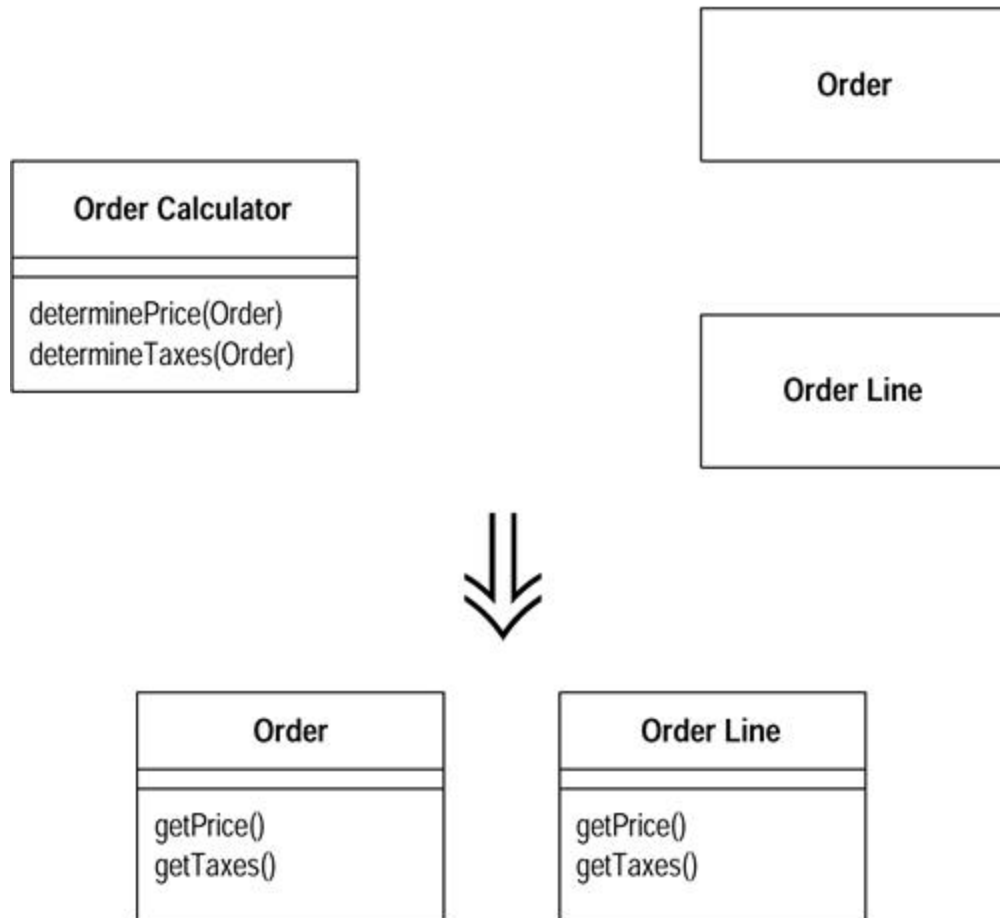 Order
Order Calculator
determinePrice(Order)
determineTaxes(Order)
Order Line
Order
getPrice()
getTaxes()
Order Line
getPrice()
getTaxes()